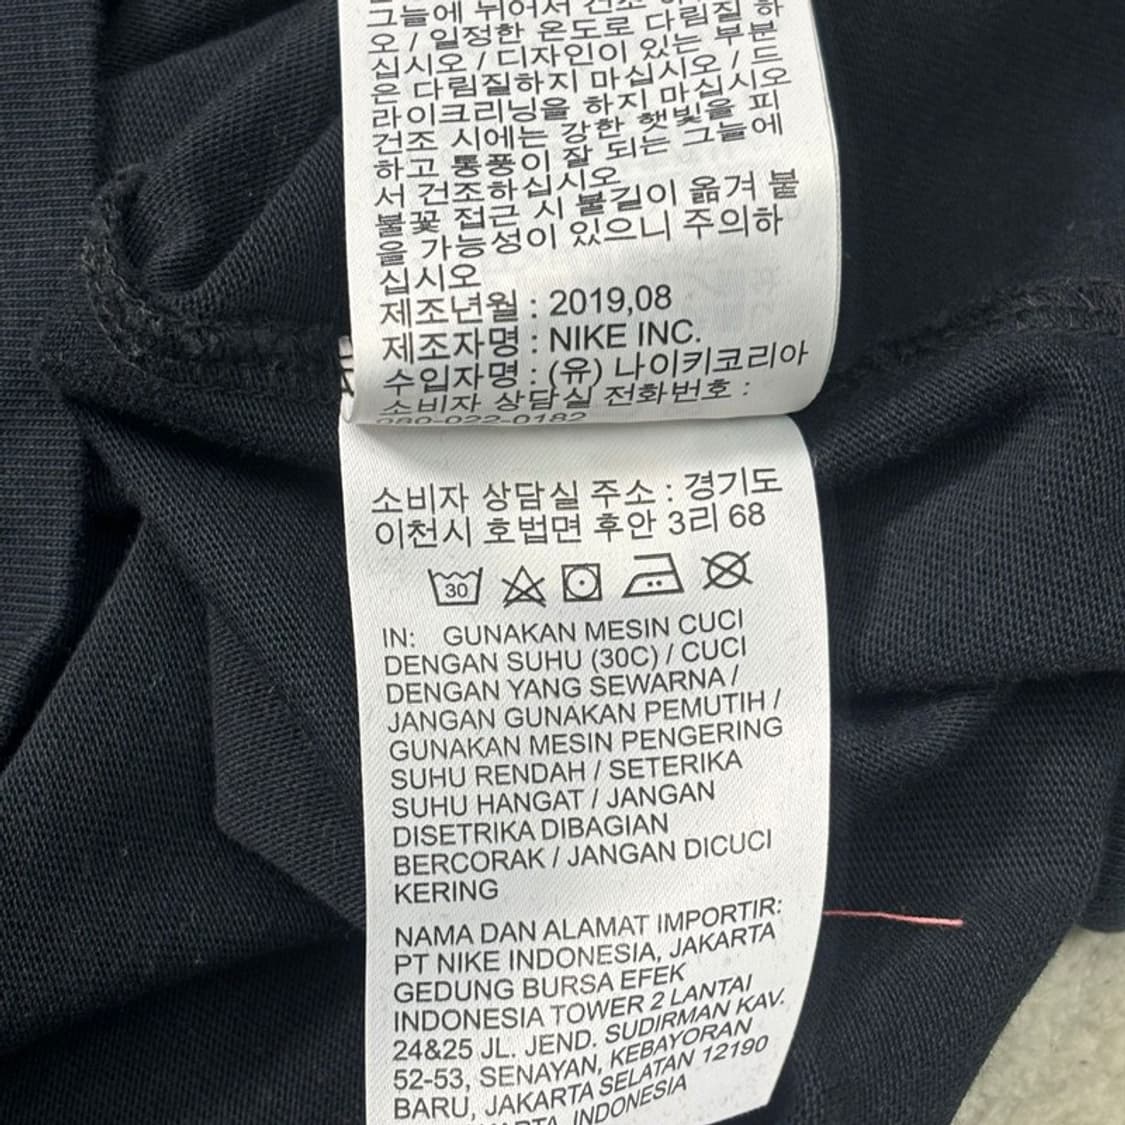 그늘에 뉘어서 건조 하
오 / 일정한 온도로 다림질 하
십시오 / 디자인이 있는 부분
은 다림질하지 마십시오 / 드
라이크리닝을 하지 마십시오
건조 시에는 강한 햇빛을 피
하고 통풍이 잘 되는 그늘에
서 건조하십시오
불꽃 접근 시 불길이 옮겨 붙
을 가능성이 있으니 주의하
십시오
제조년월 : 2019,08
제조자명 : NIKE INC.
수입자명 : (유) 나이키코리아
소비자 상담실 전화번호 :
080-022-0182
소비자 상담실 주소 : 경기도
이천시 호법면 후안 3리 68
30
IN: GUNAKAN MESIN CUCI
DENGAN SUHU (30C) / CUCI
DENGAN YANG SEWARNA /
JANGAN GUNAKAN PEMUTIH /
GUNAKAN MESIN PENGERING
SUHU RENDAH / SETERIKA
SUHU HANGAT / JANGAN
DISETRIKA DIBAGIAN
BERCORAK / JANGAN DICUCI
KERING
NAMA DAN ALAMAT IMPORTIR:
PT NIKE INDONESIA, JAKARTA
GEDUNG BURSA EFEK
INDONESIA TOWER 2 LANTAI
24&25 JL. JEND. SUDIRMAN KAV.
52-53, SENAYAN, KEBAYORAN
BARU, JAKARTA SELATAN 12190
INDONESIA